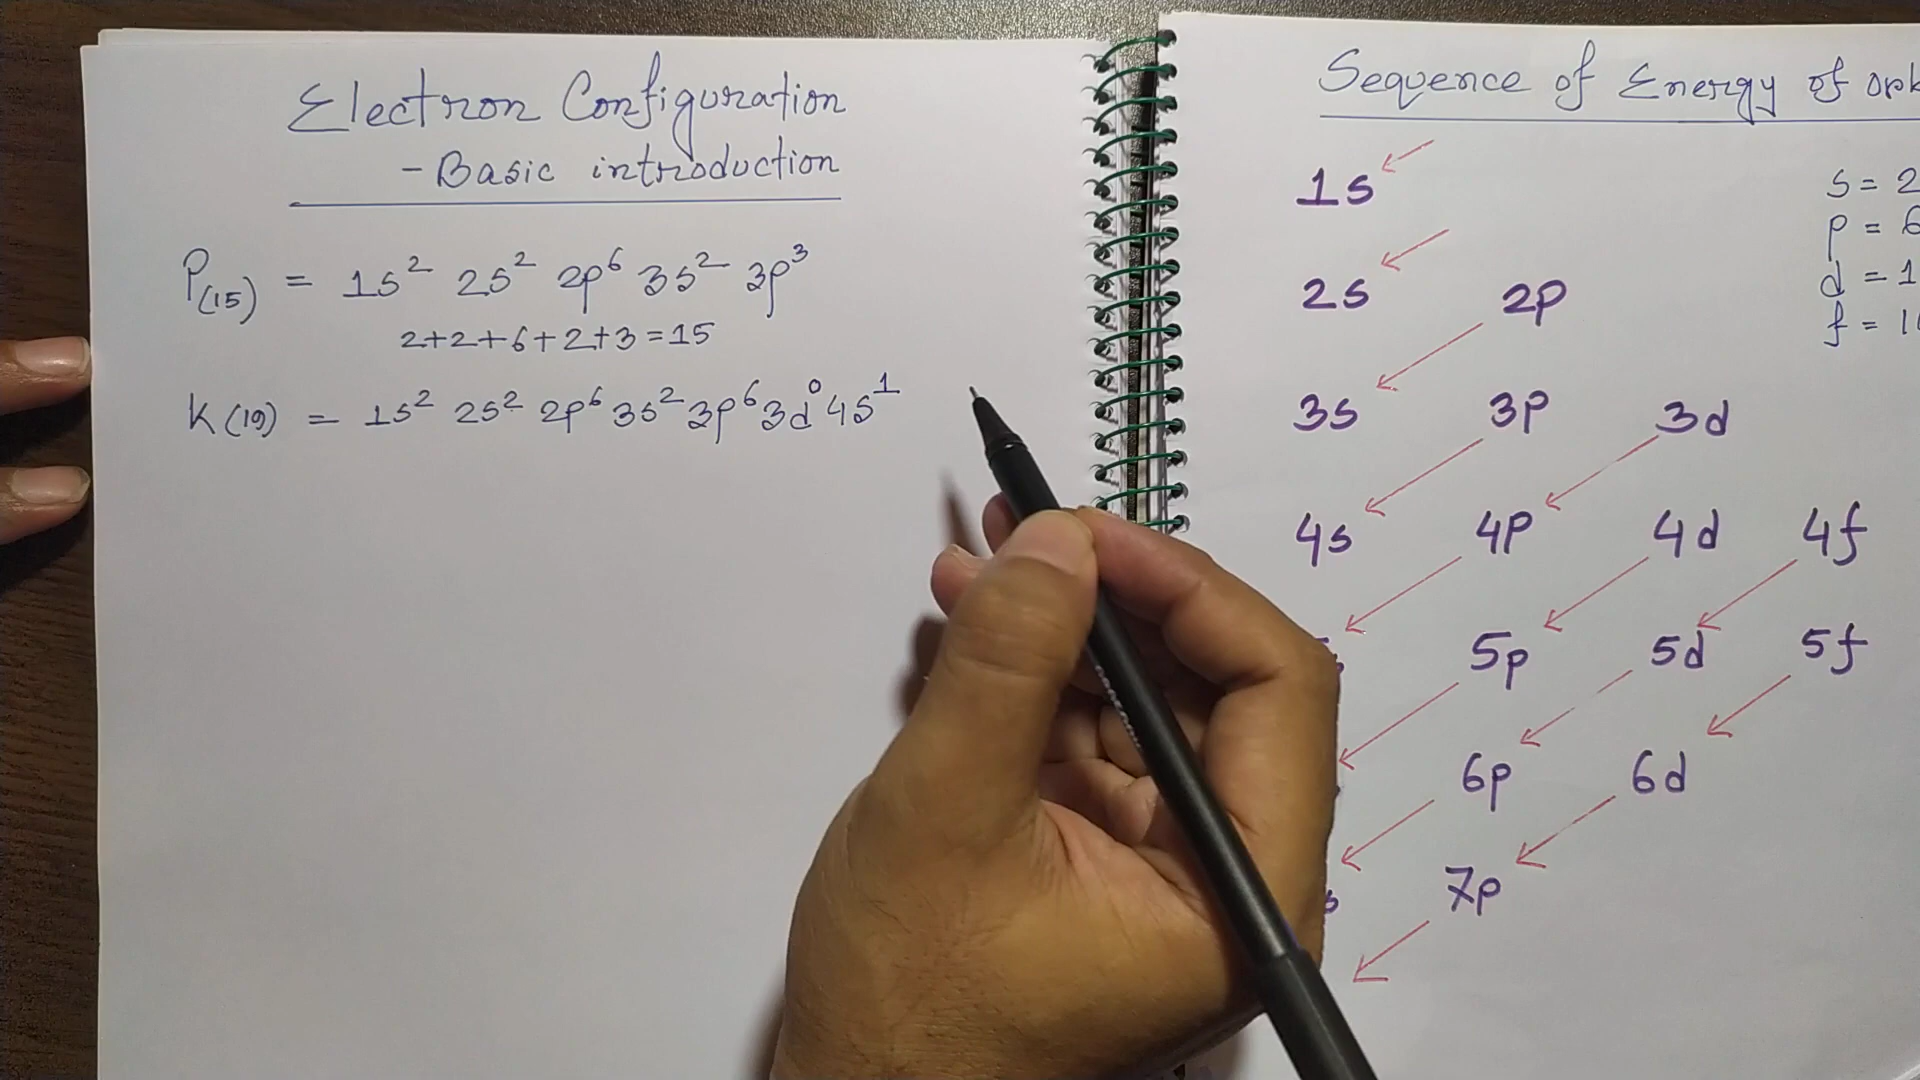 Electron Configuration
- Basic introduction
P(15) = 1s² 2s² 2p⁶ 3s² 3p³
2+2+6+2+3=15
K(19) = 1s² 2s² 2p⁶ 3s² 3p⁶ 3d⁰ 4s¹
Sequence of Energy of
1s
2s 2p
3s 3p 3d
4s 4p 4d 4f
5p 5d 5f
6p 6d
7p
s = 2
p = 6
d = 1
f = 1